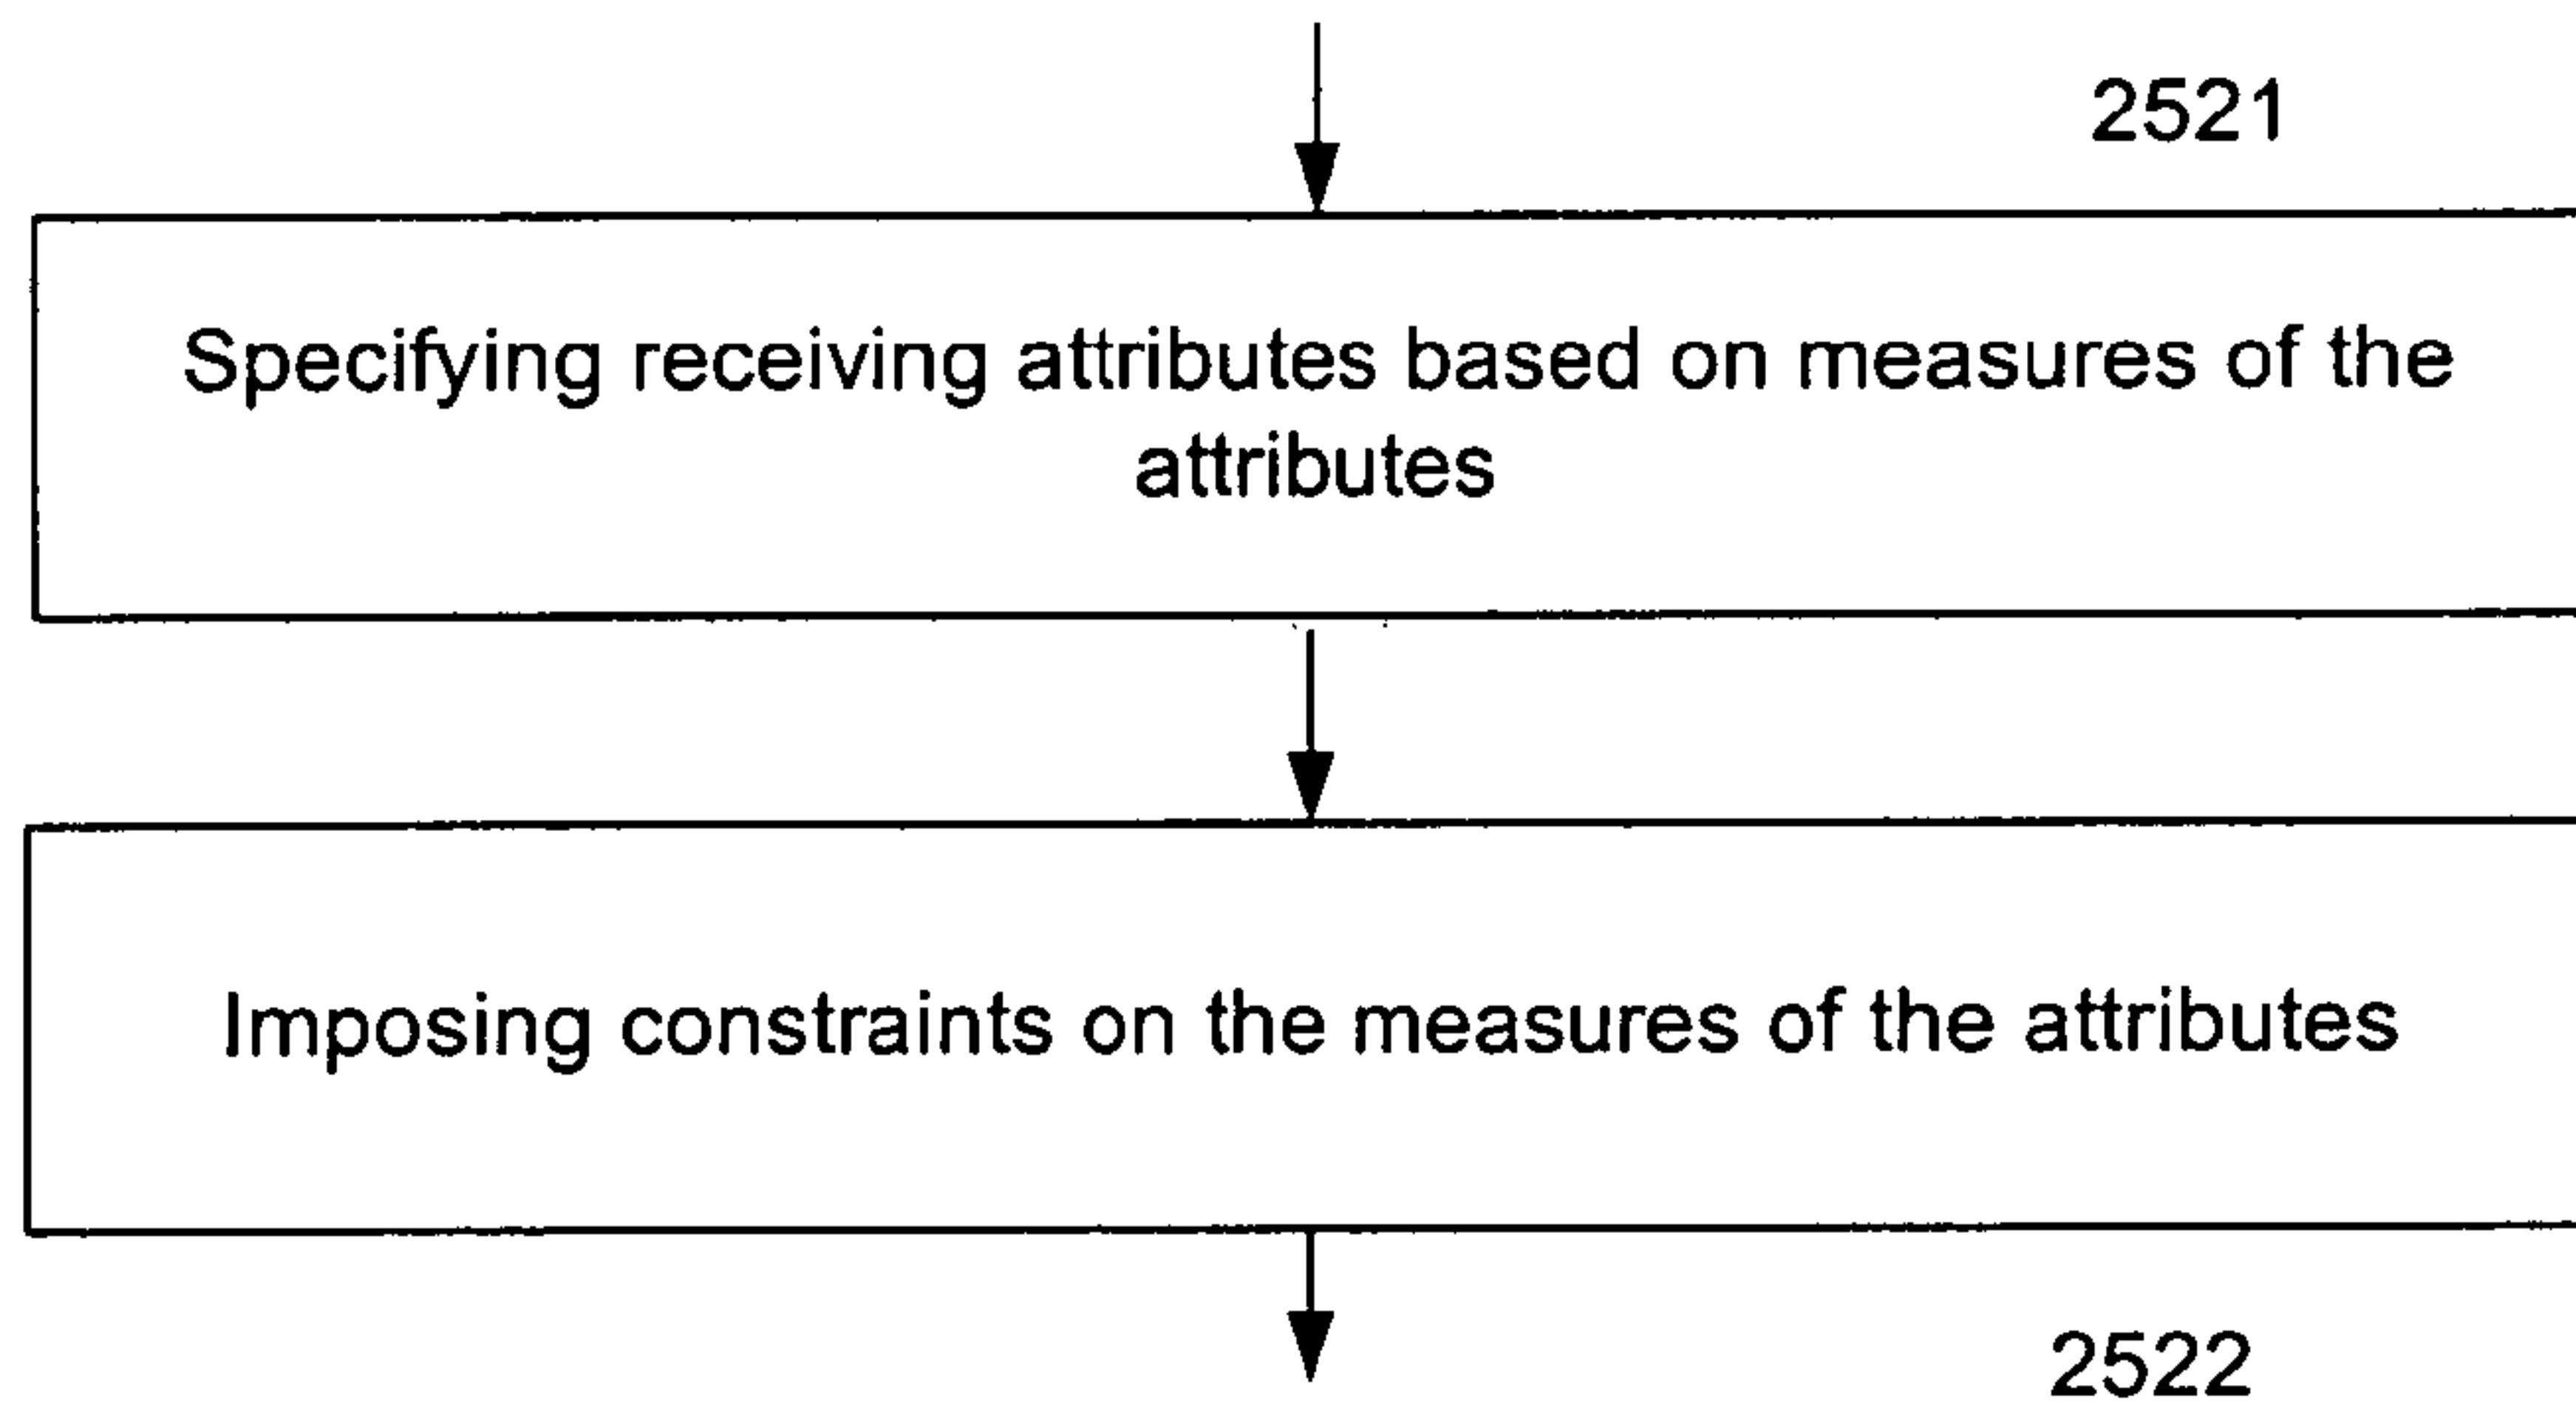 2521
Specifying receiving attributes based on measures of the
attributes
Imposing constraints on the measures of the attributes
2522